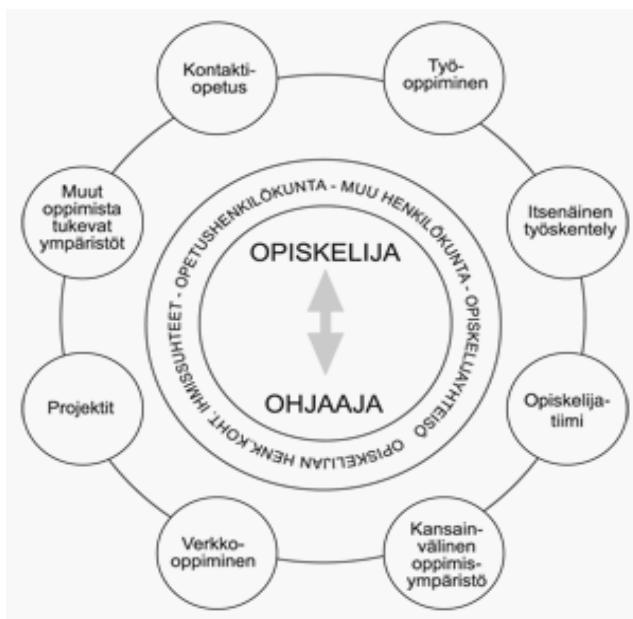 Kontakti-
opetus
Työ-
oppiminen
Muut
oppimista
tukevat
ympäristöt
Itsenäinen
työskentely
OPETUSHENKILÖKUNTA - MUU HENKILÖKUNTA - OPISKELIJAYHTEISÖ OPISKELIJAN HENK.KOHT. IHMISSUHTEET -
OPISKELIJA
OHJAAJA
Projektit
Opiskelija-
tiimi
Verkko-
oppiminen
Kansain-
välinen
oppimis-
ympäristö